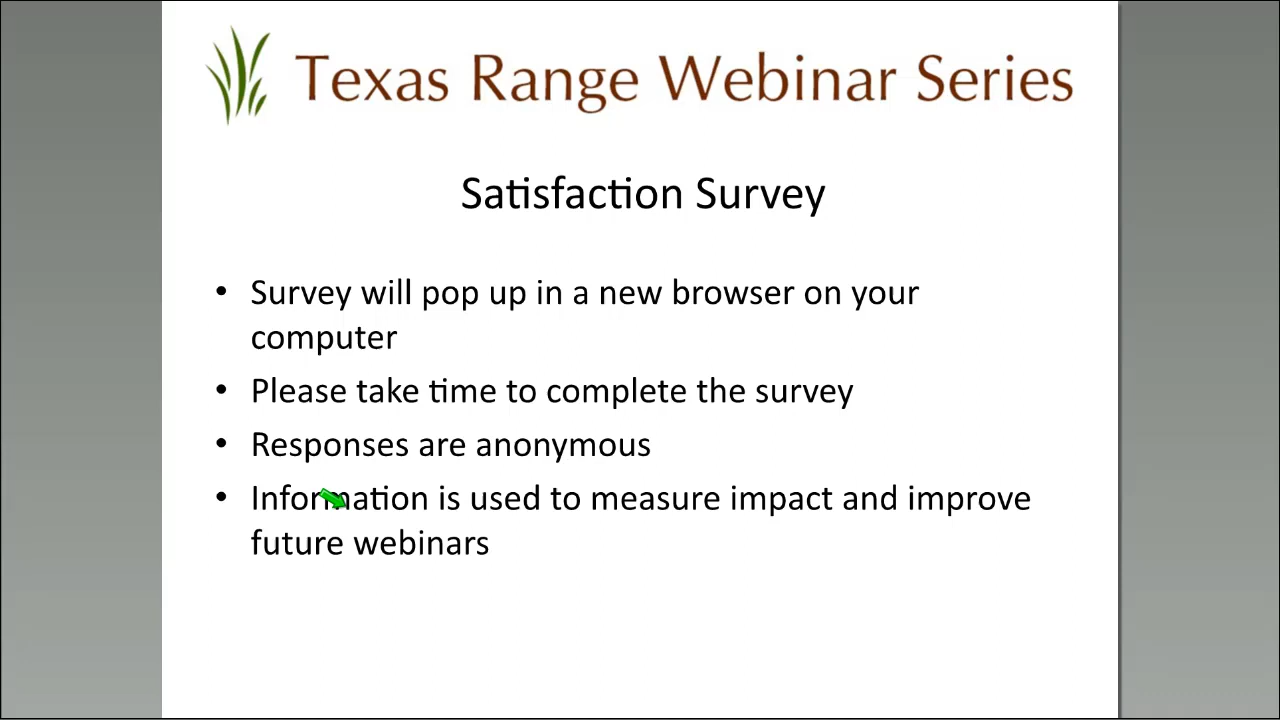 Texas Range Webinar Series
Satisfaction Survey
• Survey will pop up in a new browser on your
computer
• Please take time to complete the survey
• Responses are anonymous
• Information is used to measure impact and improve
future webinars